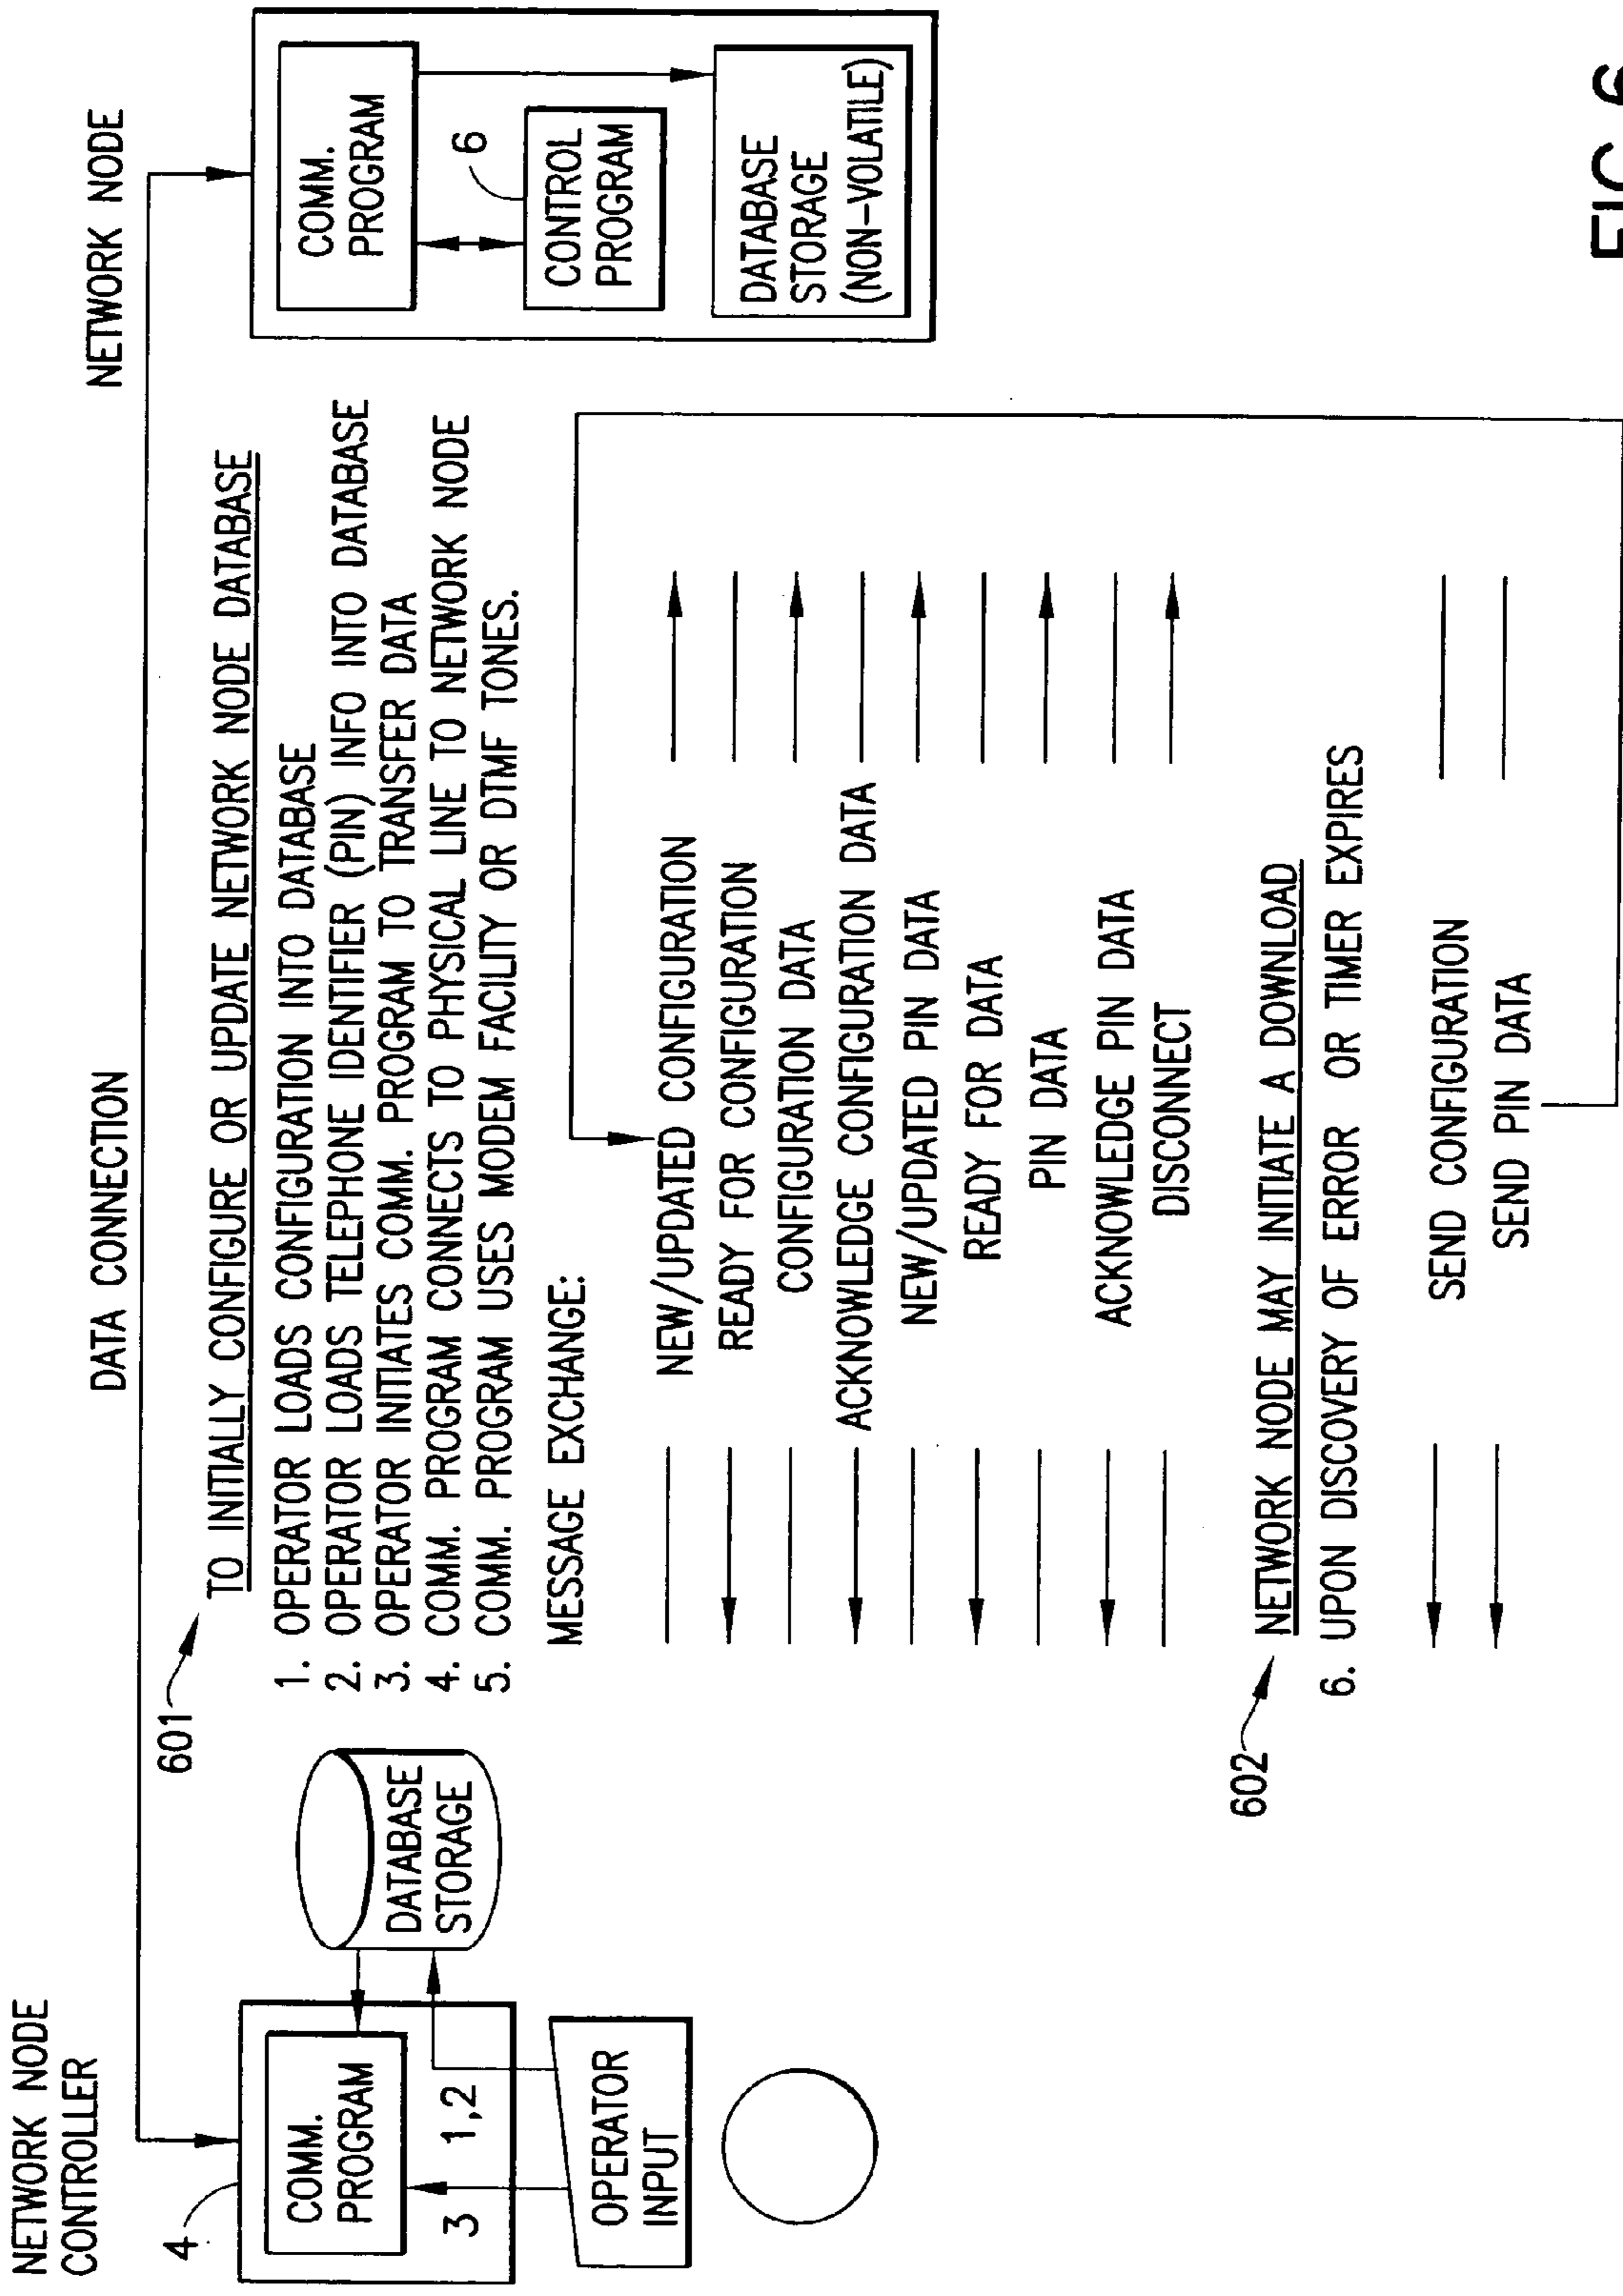 NETWORK NODE
CONTROLLER
DATA CONNECTION
NETWORK NODE
4
COMM.
PROGRAM
3
1,2
OPERATOR
INPUT
DATABASE
STORAGE
601
TO INITIALLY CONFIGURE OR UPDATE NETWORK NODE DATABASE
1. OPERATOR LOADS CONFIGURATION INTO DATABASE
2. OPERATOR LOADS TELEPHONE IDENTIFIER (PIN) INFO INTO DATABASE
3. OPERATOR INITIATES COMM. PROGRAM TO TRANSFER DATA
4. COMM. PROGRAM CONNECTS TO PHYSICAL LINE TO NETWORK NODE
5. COMM. PROGRAM USES MODEM FACILITY OR DTMF TONES.
MESSAGE EXCHANGE:
NEW/UPDATED CONFIGURATION
READY FOR CONFIGURATION
CONFIGURATION DATA
ACKNOWLEDGE CONFIGURATION DATA
NEW/UPDATED PIN DATA
READY FOR DATA
PIN DATA
ACKNOWLEDGE PIN DATA
DISCONNECT
602
NETWORK NODE MAY INITIATE A DOWNLOAD
6. UPON DISCOVERY OF ERROR OR TIMER EXPIRES
SEND CONFIGURATION
SEND PIN DATA
COMM.
PROGRAM
6
CONTROL
PROGRAM
DATABASE
STORAGE
(NON-VOLATILE)